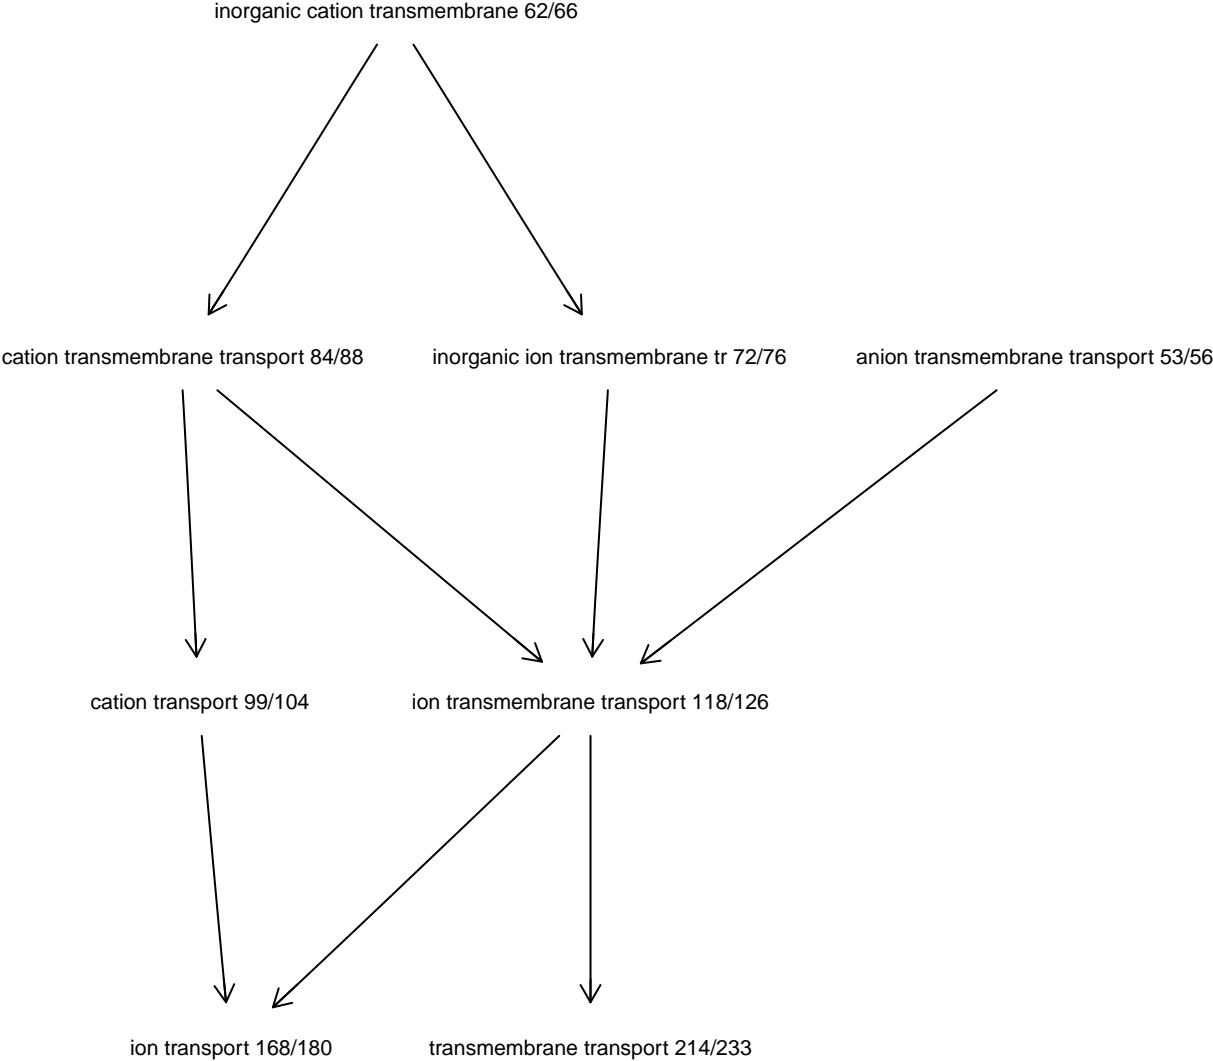 inorganic cation transmembrane 62/66
cation transmembrane transport 84/88
inorganic ion transmembrane tr 72/76
anion transmembrane transport 53/56
cation transport 99/104
ion transmembrane transport 118/126
ion transport 168/180
transmembrane transport 214/233